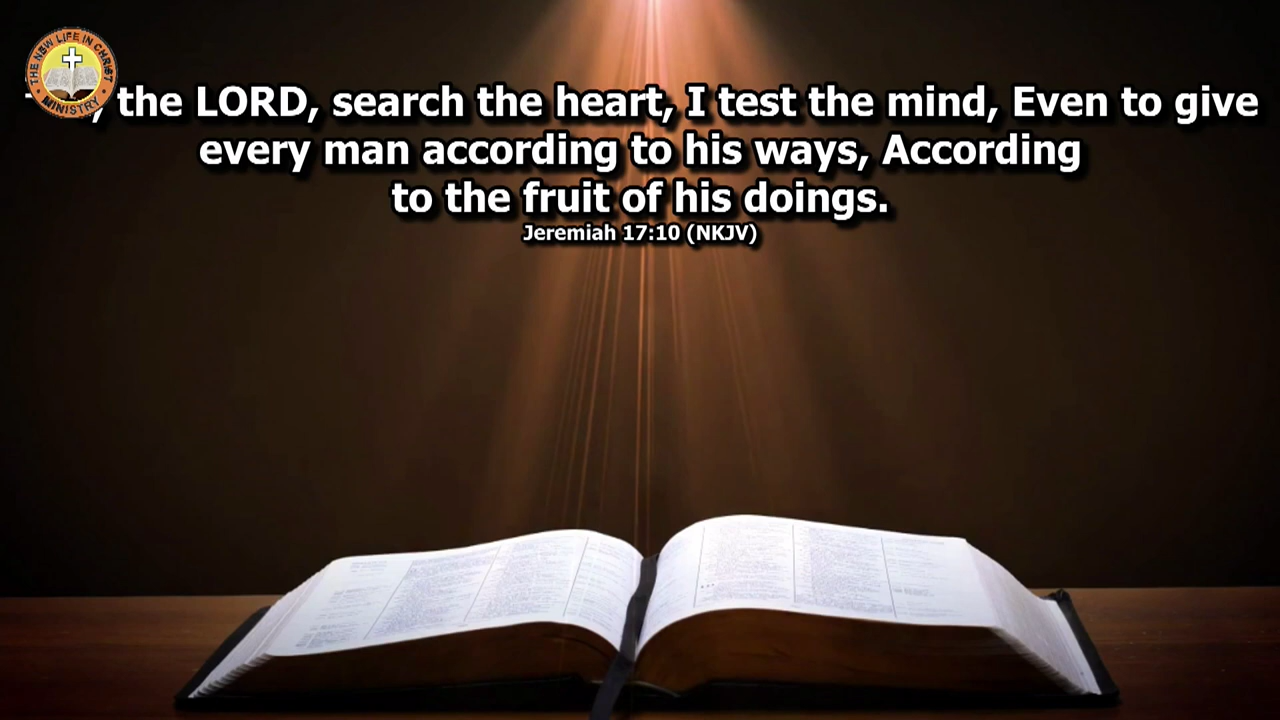 THE NEW LIFE IN CHRIST
MINISTRY
, the LORD, search the heart, I test the mind, Even to give
every man according to his ways, According
to the fruit of his doings.
Jeremiah 17:10 (NKJV)